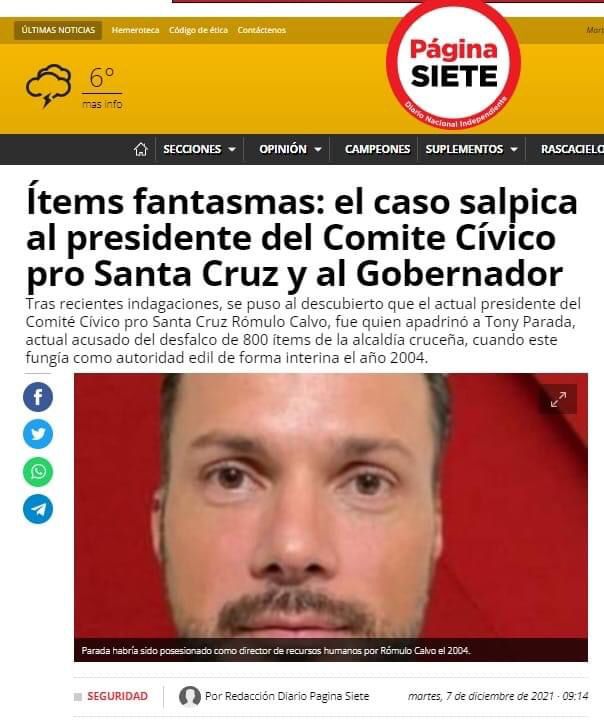 ÚLTIMAS NOTICIAS Hemeroteca Código de ética Contáctenos
6°
mas info
Página
SIETE
Diario Nacional Independiente
SECCIONES OPINIÓN CAMPEONES SUPLEMENTOS RASCACIELO
Ítems fantasmas: el caso salpica
al presidente del Comite Cívico
pro Santa Cruz y al Gobernador
Tras recientes indagaciones, se puso al descubierto que el actual presidente del
Comité Cívico pro Santa Cruz Rómulo Calvo, fue quien apadrinó a Tony Parada,
actual acusado del desfalco de 800 ítems de la alcaldía cruceña, cuando este
fungía como autoridad edil de forma interina el año 2004.
Parada habría sido posesionado como director de recursos humanos por Rómulo Calvo el 2004.
SEGURIDAD Por Redacción Diario Pagina Siete martes, 7 de diciembre de 2021 · 09:14